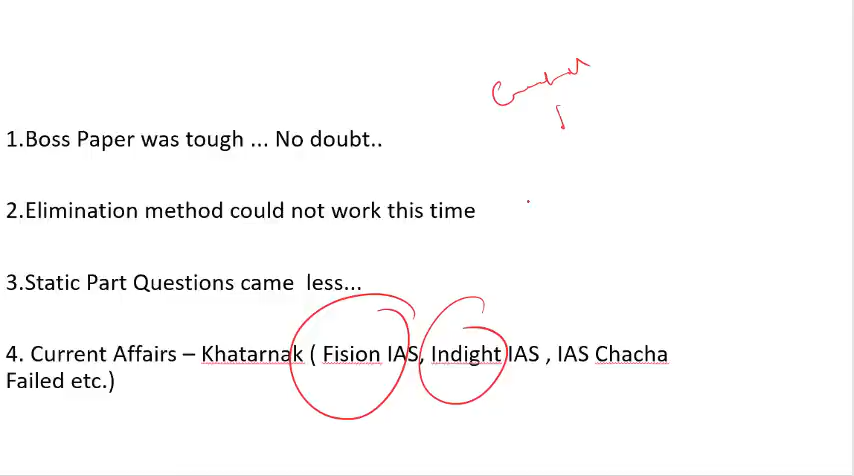 1.Boss Paper was tough ... No doubt..
2.Elimination method could not work this time
3.Static Part Questions came  less...
4. Current Affairs – Khatarnak ( Fision IAS, Indight IAS , IAS Chacha
Failed etc.)